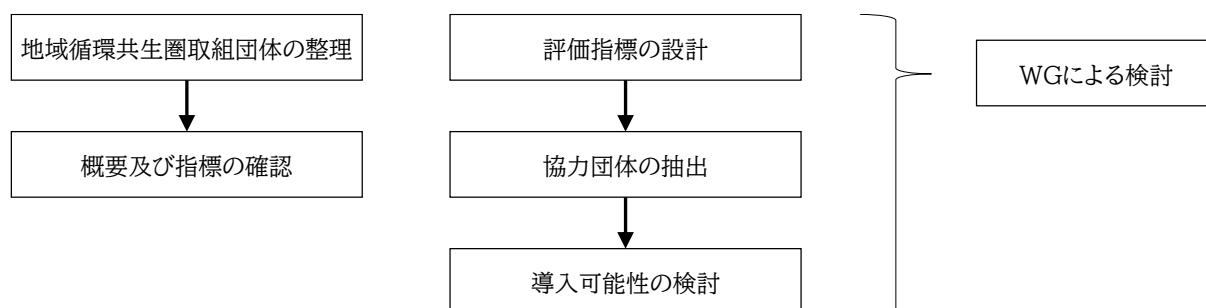 地域循環共生圏取組団体の整理
概要及び指標の確認
評価指標の設計
協力団体の抽出
導入可能性の検討
WGによる検討